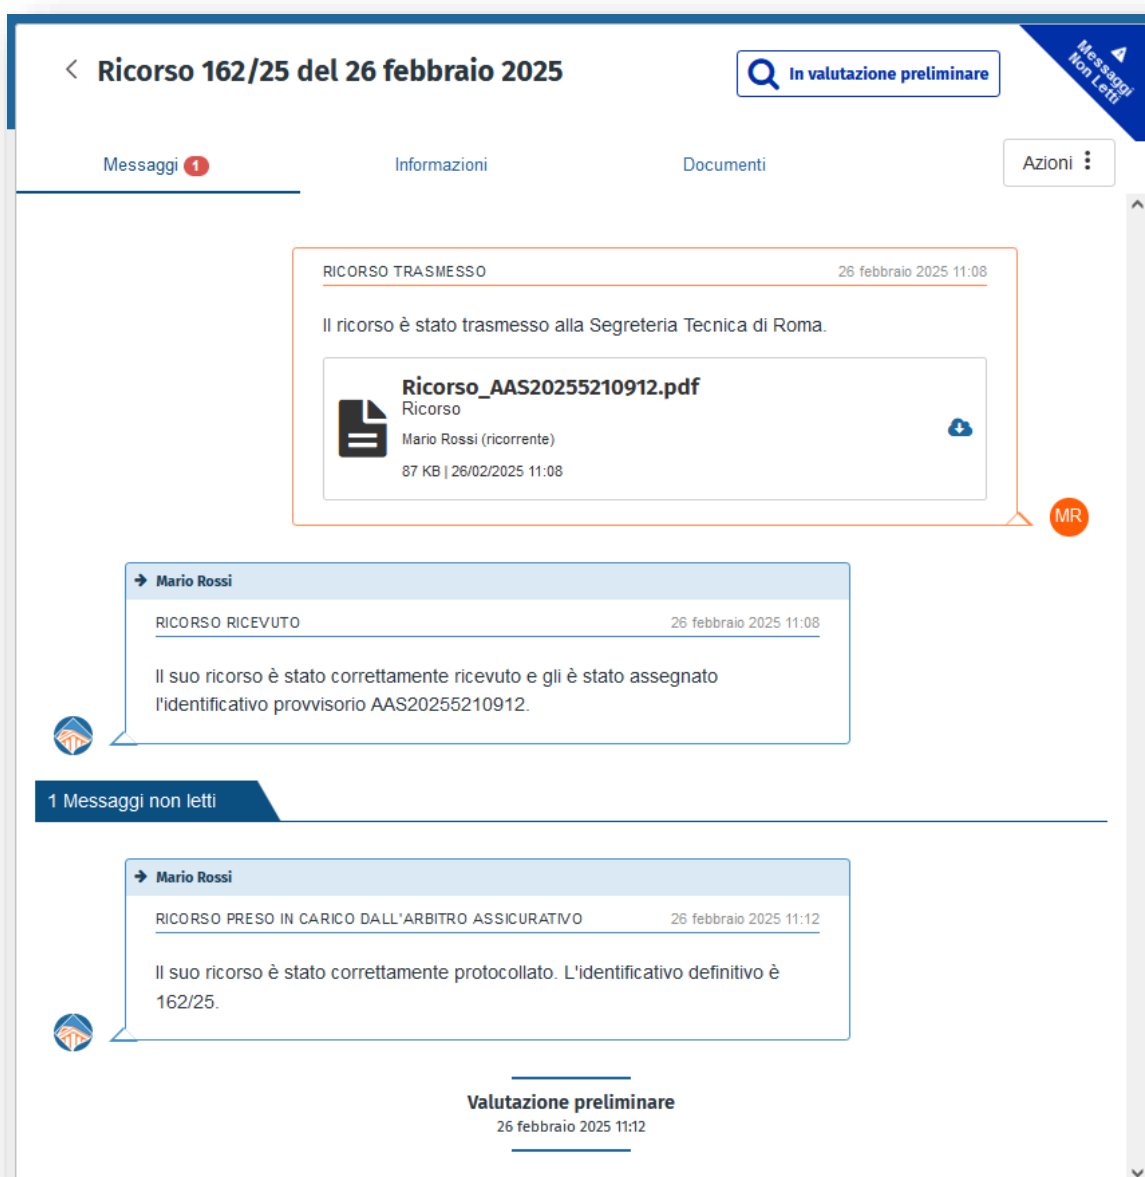 Ricorso 162/25 del 26 febbraio 2025
In valutazione preliminare
Messaggi
Non Letti
Messaggi 1
Informazioni
Documenti
Azioni
RICORSO TRASMESSO 26 febbraio 2025 11:08
Il ricorso è stato trasmesso alla Segreteria Tecnica di Roma.
Ricorso_AAS20255210912.pdf
Ricorso
Mario Rossi (ricorrente)
87 KB | 26/02/2025 11:08
MR
Mario Rossi
RICORSO RICEVUTO 26 febbraio 2025 11:08
Il suo ricorso è stato correttamente ricevuto e gli è stato assegnato
l'identificativo provvisorio AAS20255210912.
1 Messaggi non letti
Mario Rossi
RICORSO PRESO IN CARICO DALL'ARBITRO ASSICURATIVO 26 febbraio 2025 11:12
Il suo ricorso è stato correttamente protocollato. L'identificativo definitivo è
162/25.
Valutazione preliminare
26 febbraio 2025 11:12